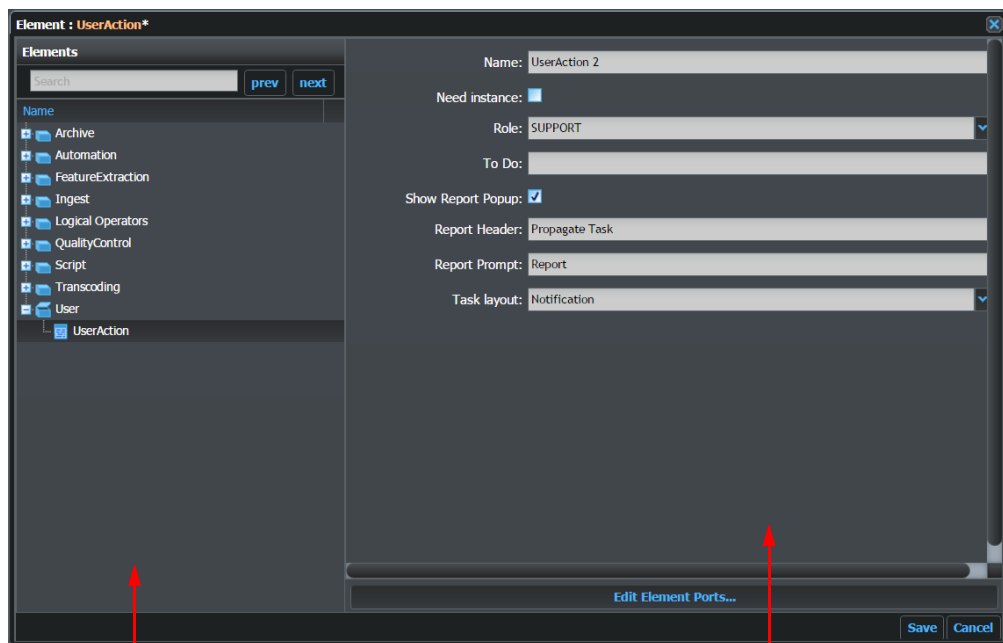 Element : UserAction*
Elements
Search
prev
next
Name
Archive
Automation
FeatureExtraction
Ingest
Logical Operators
QualityControl
Script
Transcoding
User
UserAction
Name: UserAction 2
Need instance:
Role: SUPPORT
To Do:
Show Report Popup:
Report Header: Propagate Task
Report Prompt: Report
Task layout: Notification
Edit Element Ports...
Save
Cancel